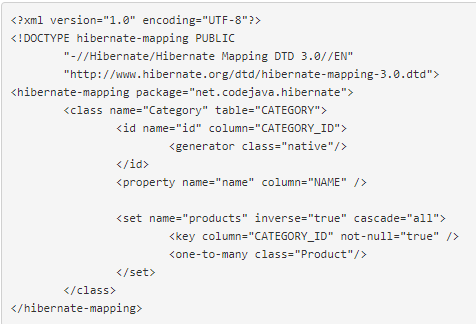 <?xml version="1.0" encoding="UTF-8"?>
<!DOCTYPE hibernate-mapping PUBLIC
        "-//Hibernate/Hibernate Mapping DTD 3.0//EN"
        "http://www.hibernate.org/dtd/hibernate-mapping-3.0.dtd">
<hibernate-mapping package="net.codejava.hibernate">
        <class name="Category" table="CATEGORY">
                <id name="id" column="CATEGORY_ID">
                        <generator class="native"/>
                </id>
                <property name="name" column="NAME" />

                <set name="products" inverse="true" cascade="all">
                        <key column="CATEGORY_ID" not-null="true" />
                        <one-to-many class="Product"/>
                </set>
        </class>
</hibernate-mapping>